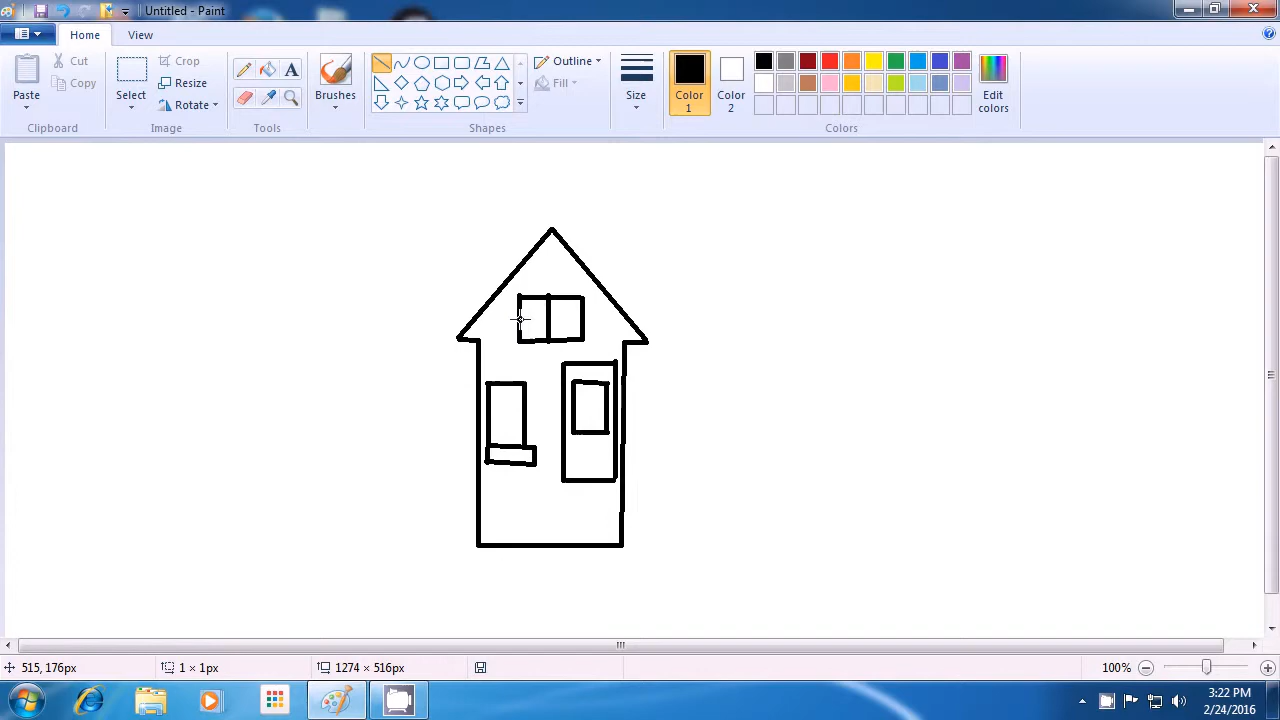 Untitled - Paint
Home View
Paste
Cut
Copy
Clipboard
Select
Crop
Resize
Rotate
Image
A
Tools
Brushes
Outline
Fill
Shapes
Size
Color 1
Color 2
Edit colors
Colors
515, 176px
1 × 1px
1274 × 516px
100%
3:22 PM
2/24/2016